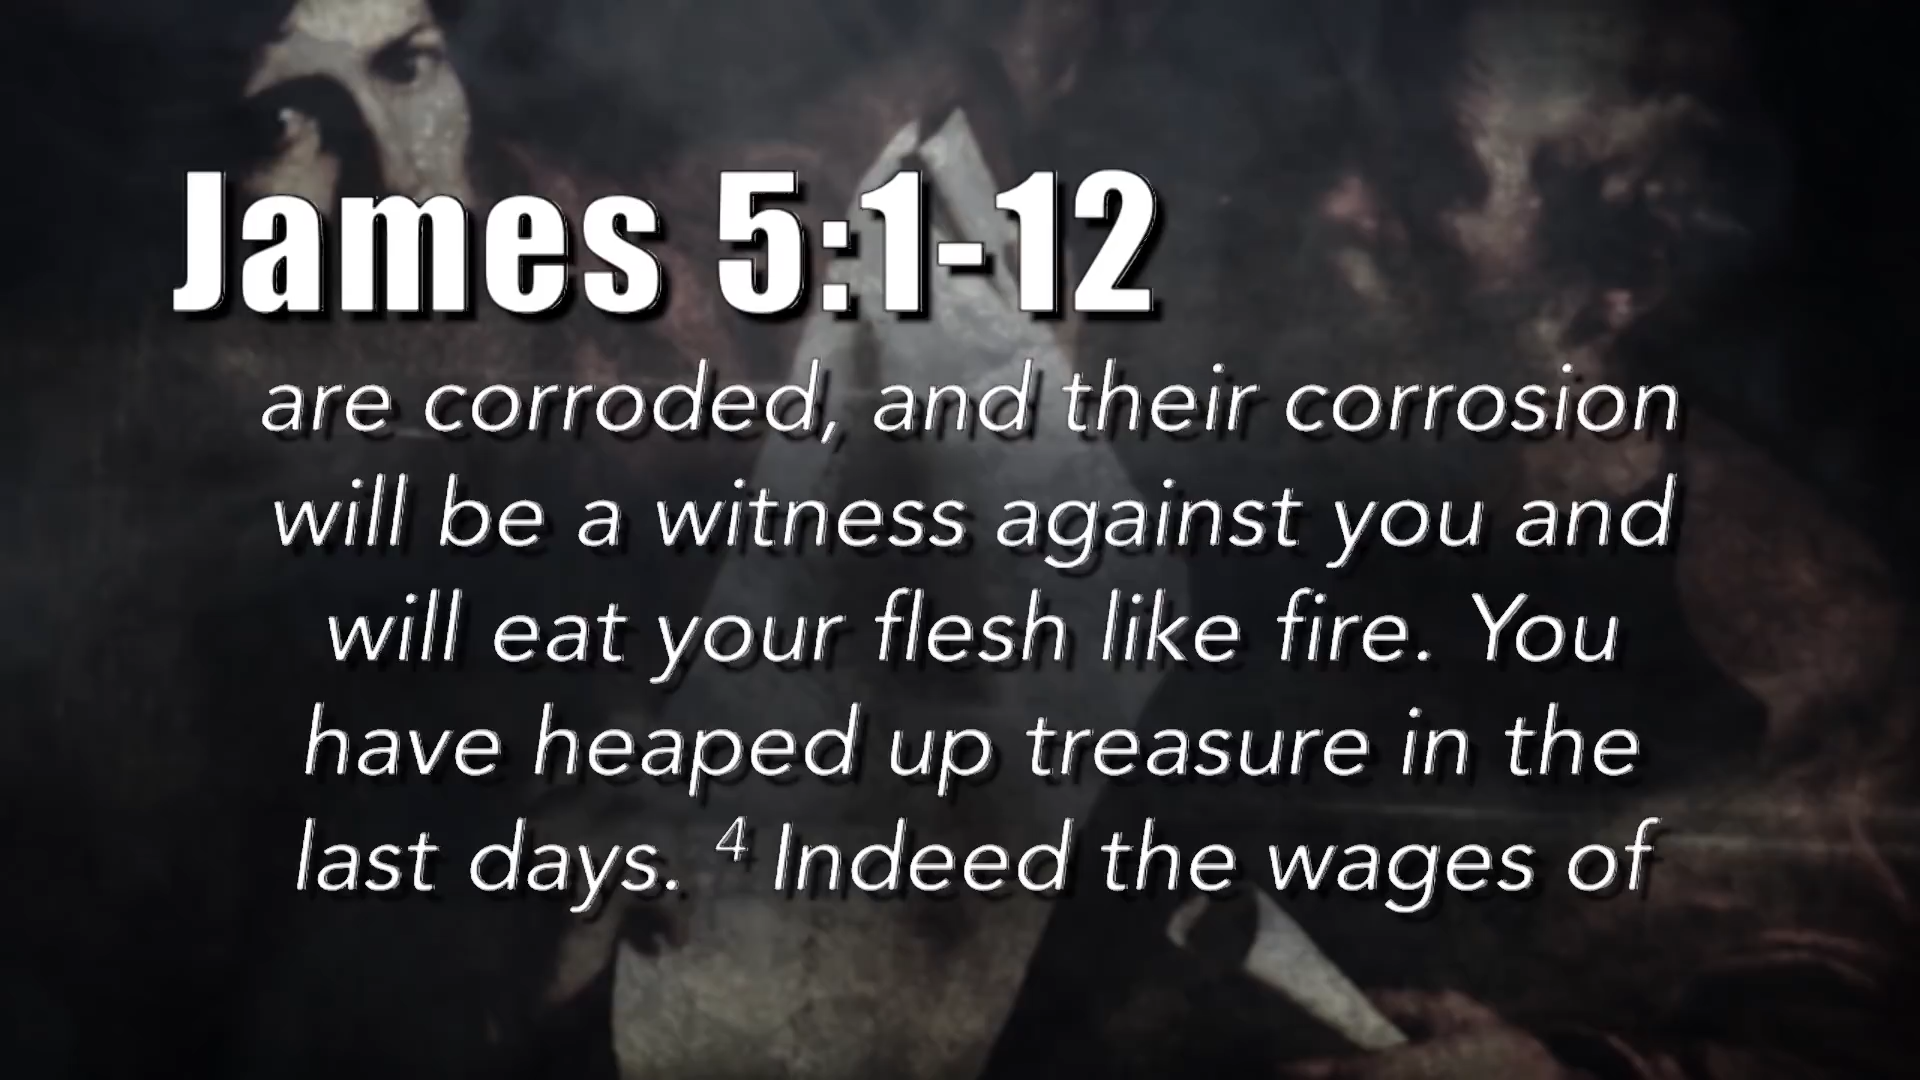 James 5:1-12
are corroded, and their corrosion
will be a witness against you and
will eat your flesh like fire. You
have heaped up treasure in the
last days. 4 Indeed the wages of